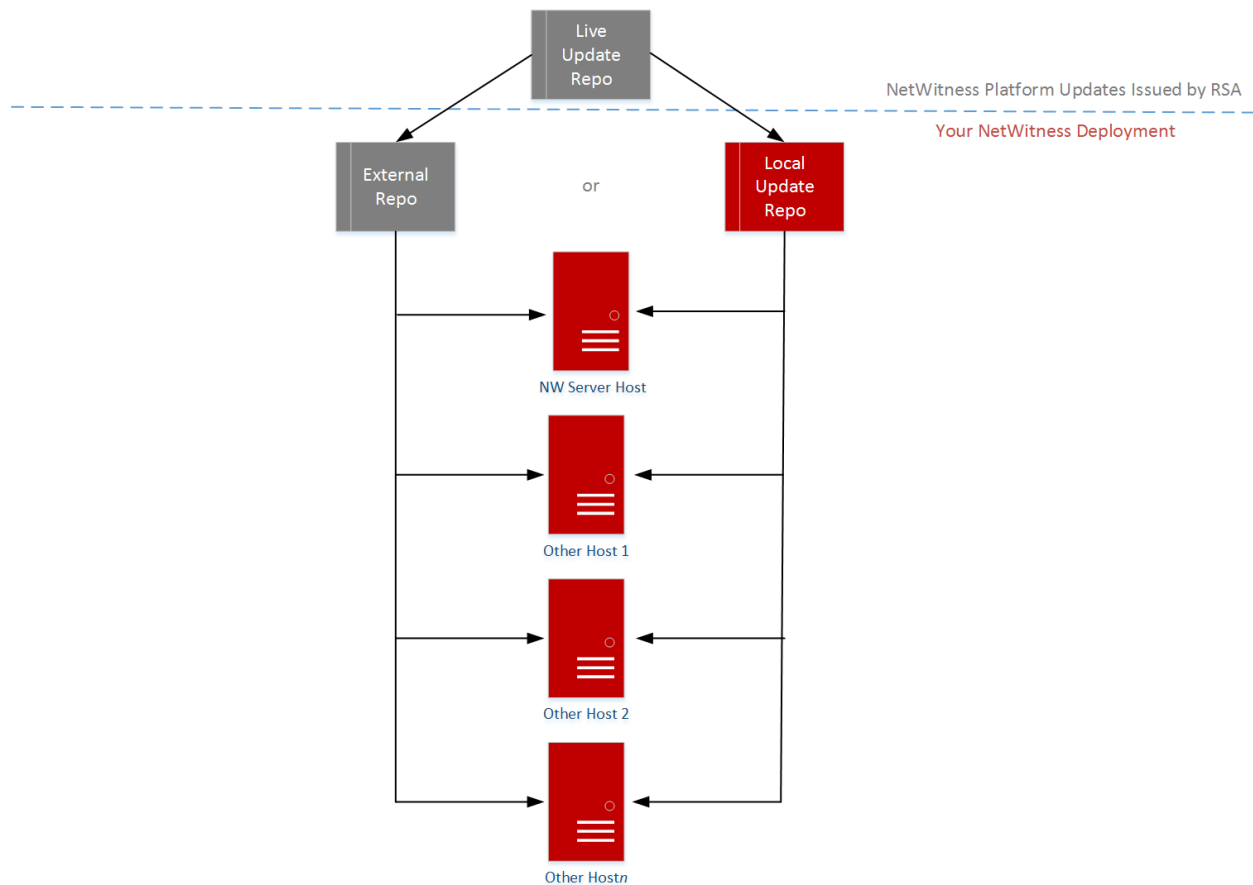 Live
Update
Repo
NetWitness Platform Updates Issued by RSA
Your NetWitness Deployment
External
Repo
or
Local
Update
Repo
NW Server Host
Other Host 1
Other Host 2
Other Hostn